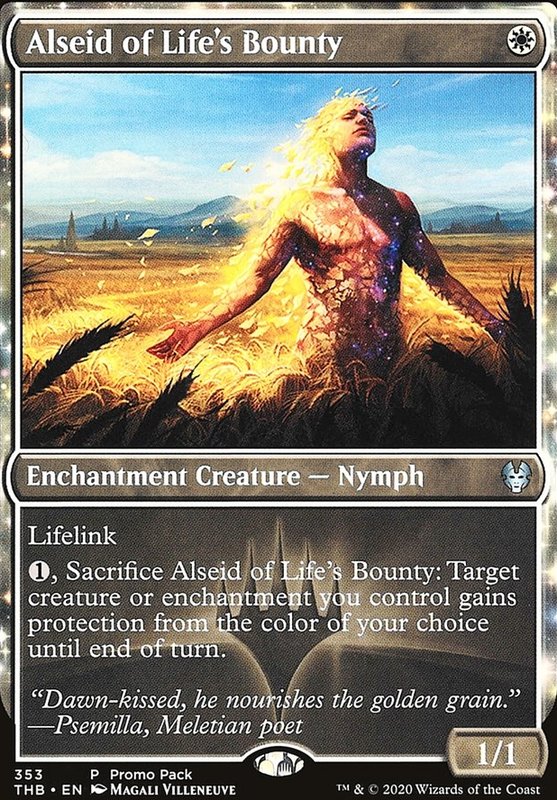 Alseid of Life's Bounty
Enchantment Creature — Nymph
Lifelink
1, Sacrifice Alseid of Life's Bounty: Target
creature or enchantment you control gains
protection from the color of your choice
until end of turn.
“Dawn-kissed, he nourishes the golden grain.”
—Psemilla, Meletian poet
1/1
353 P Promo Pack
THB • EN Magali Villeneuve
™ & © 2020 Wizards of the Coast